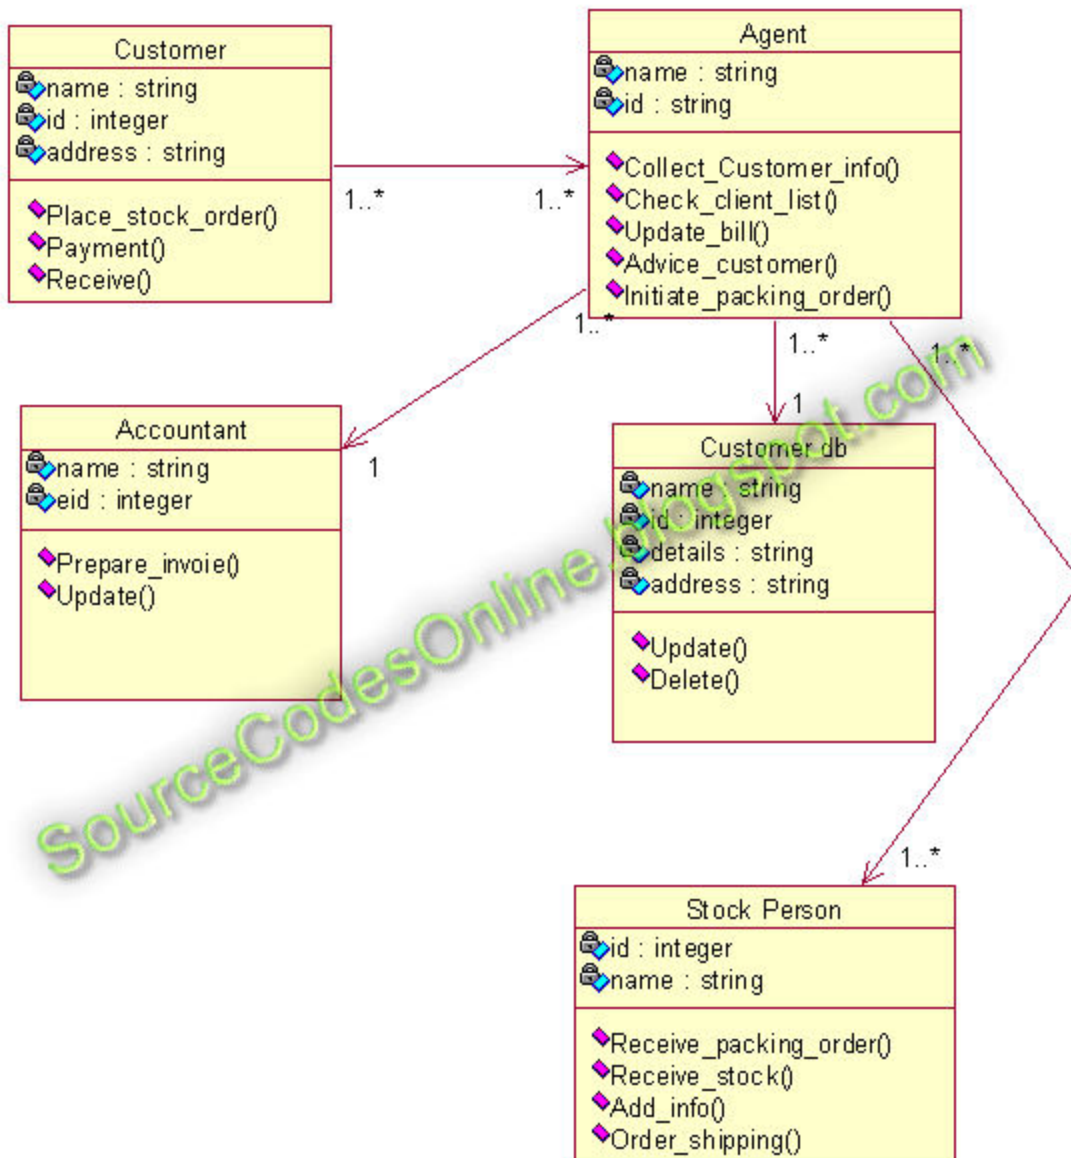 Customer
name : string
id : integer
address : string
Place_stock_order()
Payment()
Receive()
Agent
name : string
id : string
Collect_Customer_info()
Check_client_list()
Update_bill()
Advice_customer()
Initiate_packing_order()
1..*
1..*
1..*
1..*
1..*
1
1
Accountant
name : string
eid : integer
Prepare_invoie()
Update()
Customer db
name : string
id : integer
details : string
address : string
Update()
Delete()
SourceCodesOnline.blogspot.com
1..*
Stock Person
id : integer
name : string
Receive_packing_order()
Receive_stock()
Add_info()
Order_shipping()